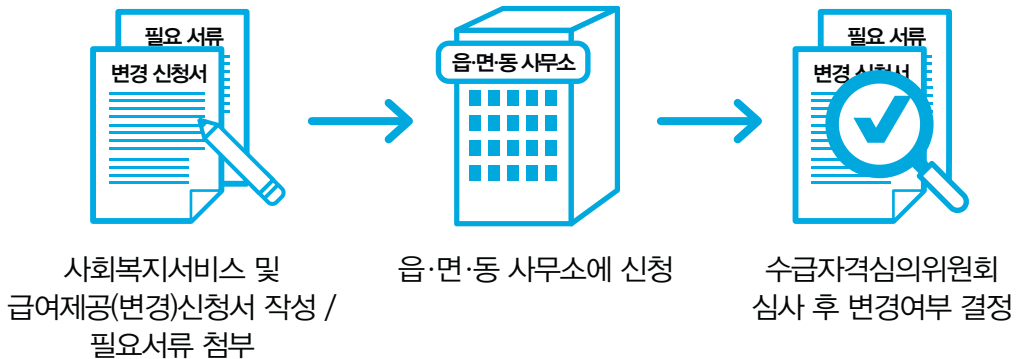 필요 서류
변경 신청서
읍·면·동 사무소
필요 서류
변경 신청서
사회복지서비스 및
급여제공(변경)신청서 작성 /
필요서류 첨부
읍·면·동 사무소에 신청
수급자격심의위원회
심사 후 변경여부 결정